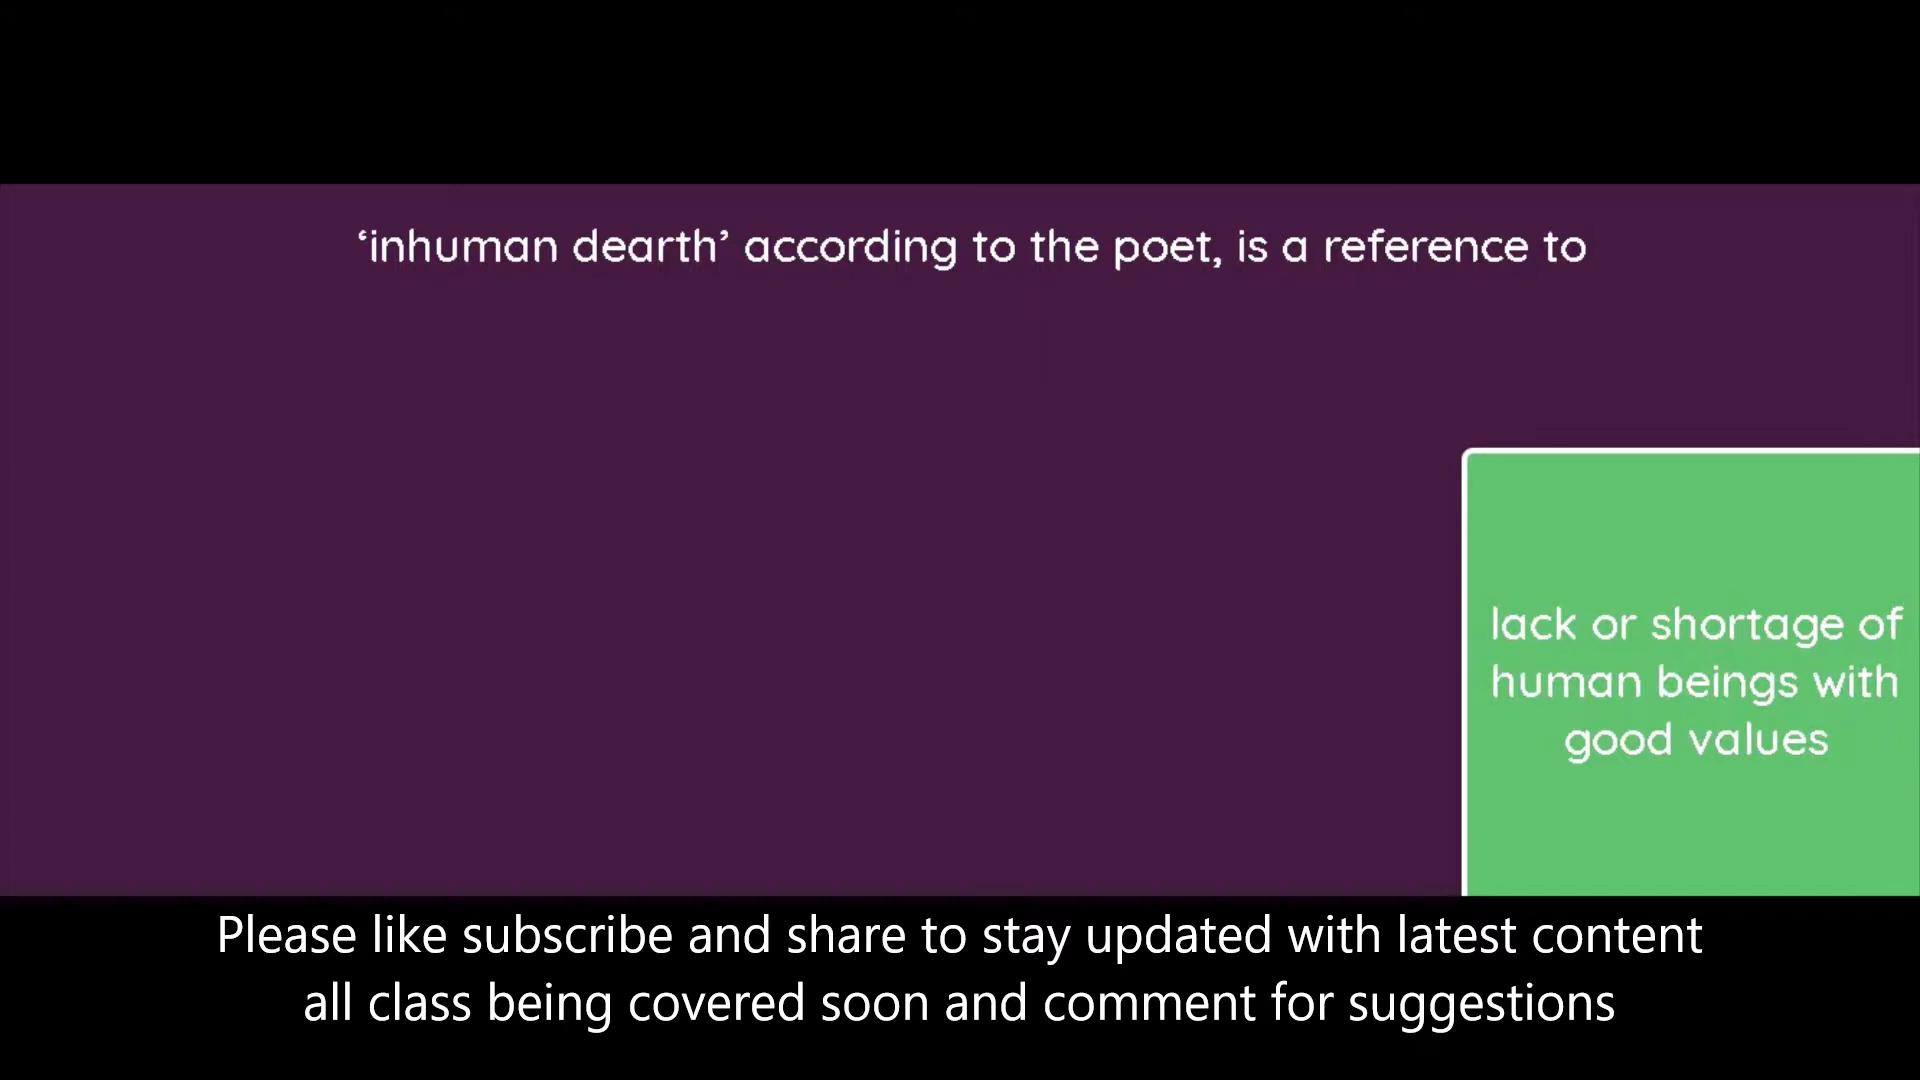 ‘inhuman dearth’ according to the poet, is a reference to
lack or shortage of
human beings with
good values
Please like subscribe and share to stay updated with latest content
all class being covered soon and comment for suggestions